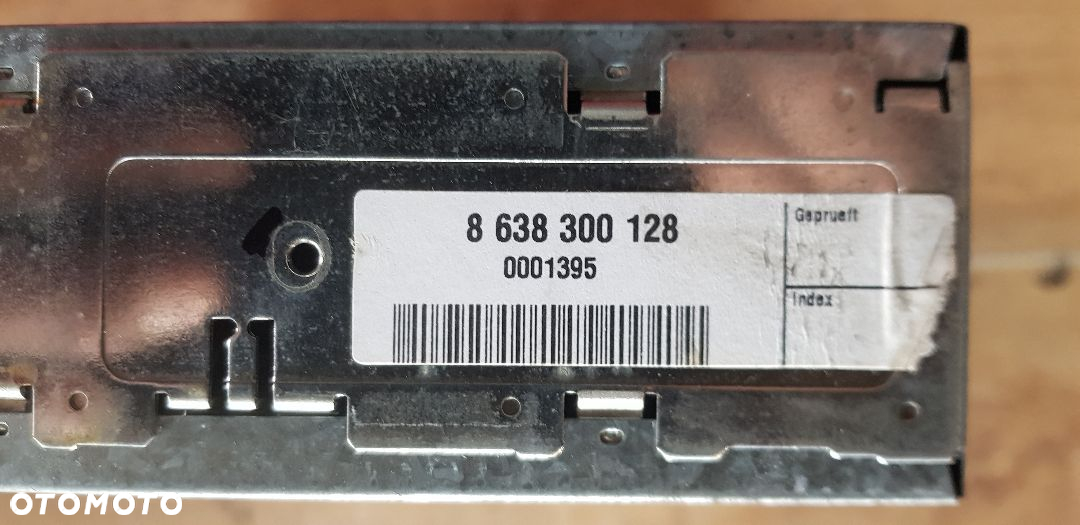 8 638 300 128
0001395
Geprueft
Index
OTOMOTO